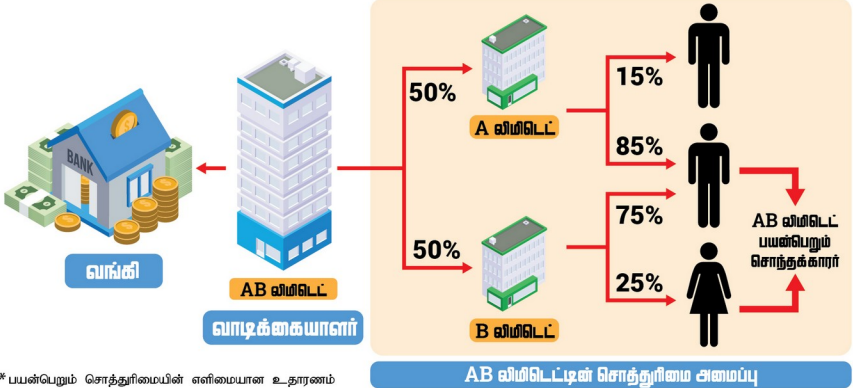 BANK
வங்கி
AB லிமிடெட்
வாடிக்கையாளர்
50%
50%
A லிமிடெட்
B லிமிடெட்
15%
85%
75%
25%
AB லிமிடெட்
பயன்பெறும்
சொந்தக்காரர்
* பயன்பெறும் சொத்துரிமையின் எளிமையான உதாரணம்
AB லிமிடெட்டின் சொத்துரிமை அமைப்பு